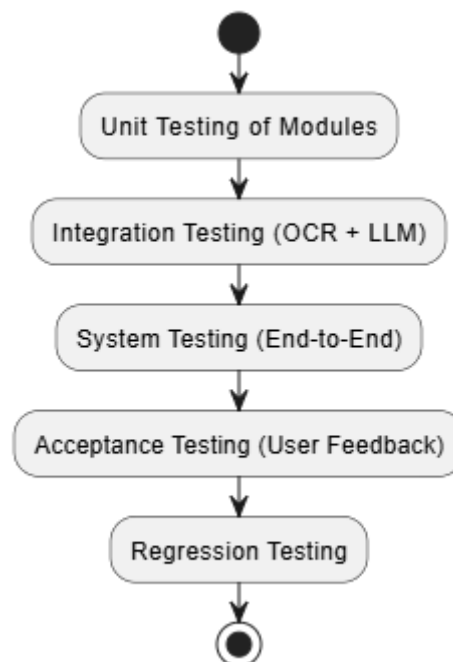 Unit Testing of Modules
Integration Testing (OCR + LLM)
System Testing (End-to-End)
Acceptance Testing (User Feedback)
Regression Testing